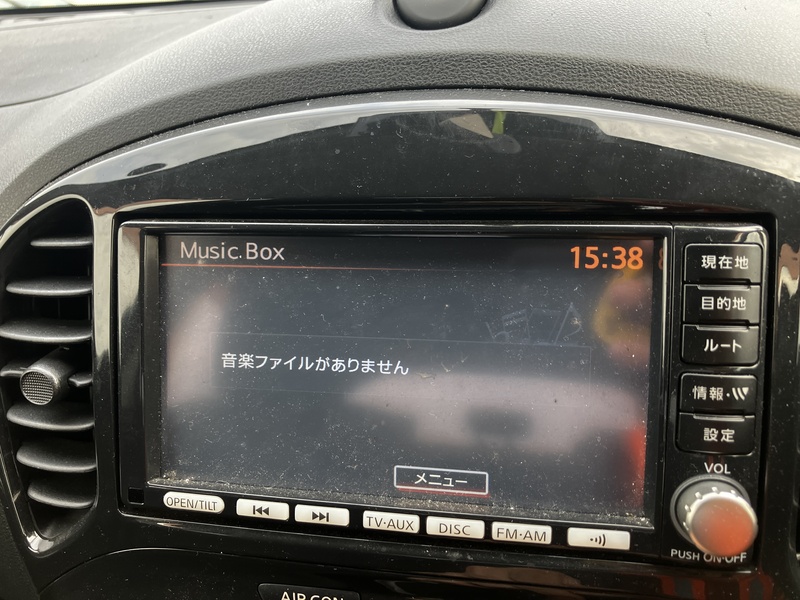 Music.Box 15:38
音楽ファイルがありません
メニュー
現在地
目的地
ルート
情報・
設定
VOL
PUSH ON・OFF
OPEN/TILT
TV・AUX
DISC
FM・AM
AIR CON